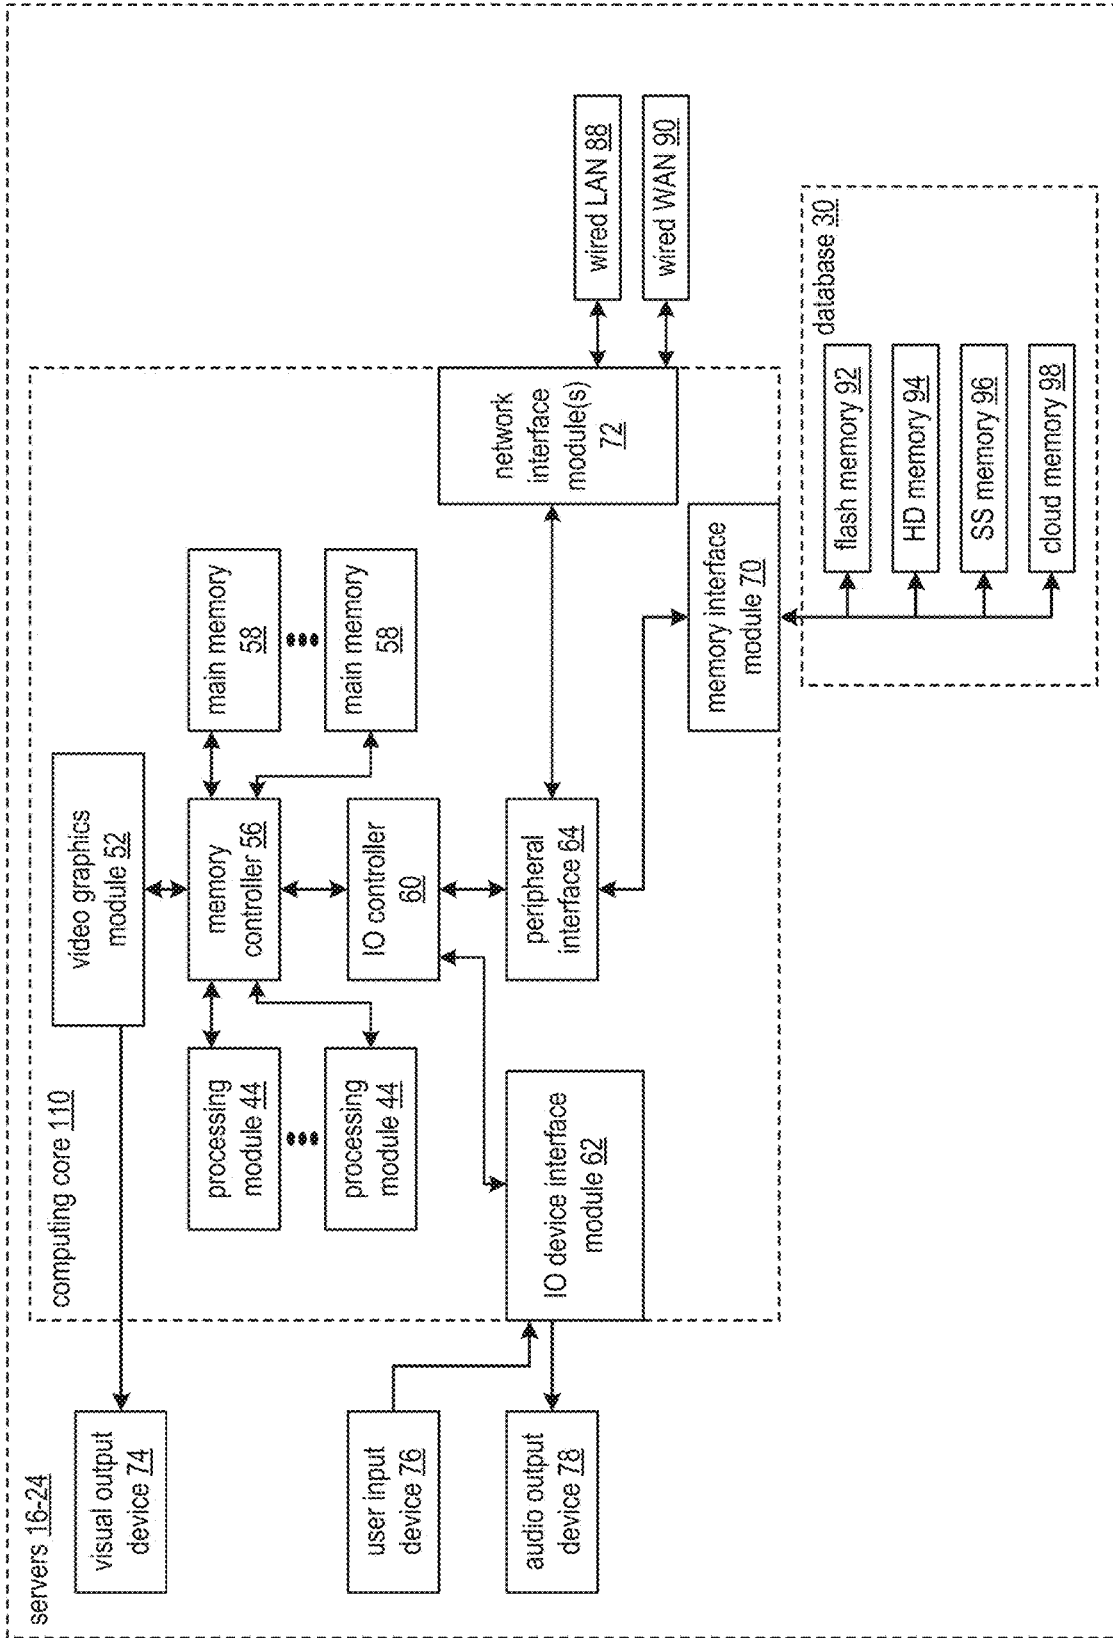 servers 16-24
computing core 110
visual output
device 74
video graphics
module 52
processing
module 44
memory
controller 56
main memory
58
user input
device 76
processing
module 44
IO controller
60
main memory
58
audio output
device 78
IO device interface
module 62
peripheral
interface 64
network
interface
module(s)
72
wired LAN 88
wired WAN 90
memory interface
module 70
database 30
flash memory 92
HD memory 94
SS memory 96
cloud memory 98